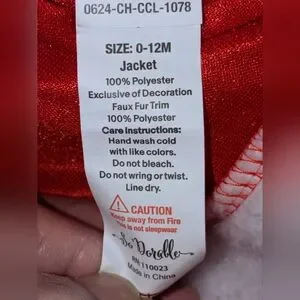 0624-CH-CCL-1078
SIZE: 0-12M
Jacket
100% Polyester
Exclusive of Decoration
Faux Fur Trim
100% Polyester
Care Instructions:
Hand wash cold
with like colors.
Do not bleach.
Do not wring or twist.
Line dry.
CAUTION
Keep away from Fire
This is not sleepwear
So Dorable
RN 110023
Made in China